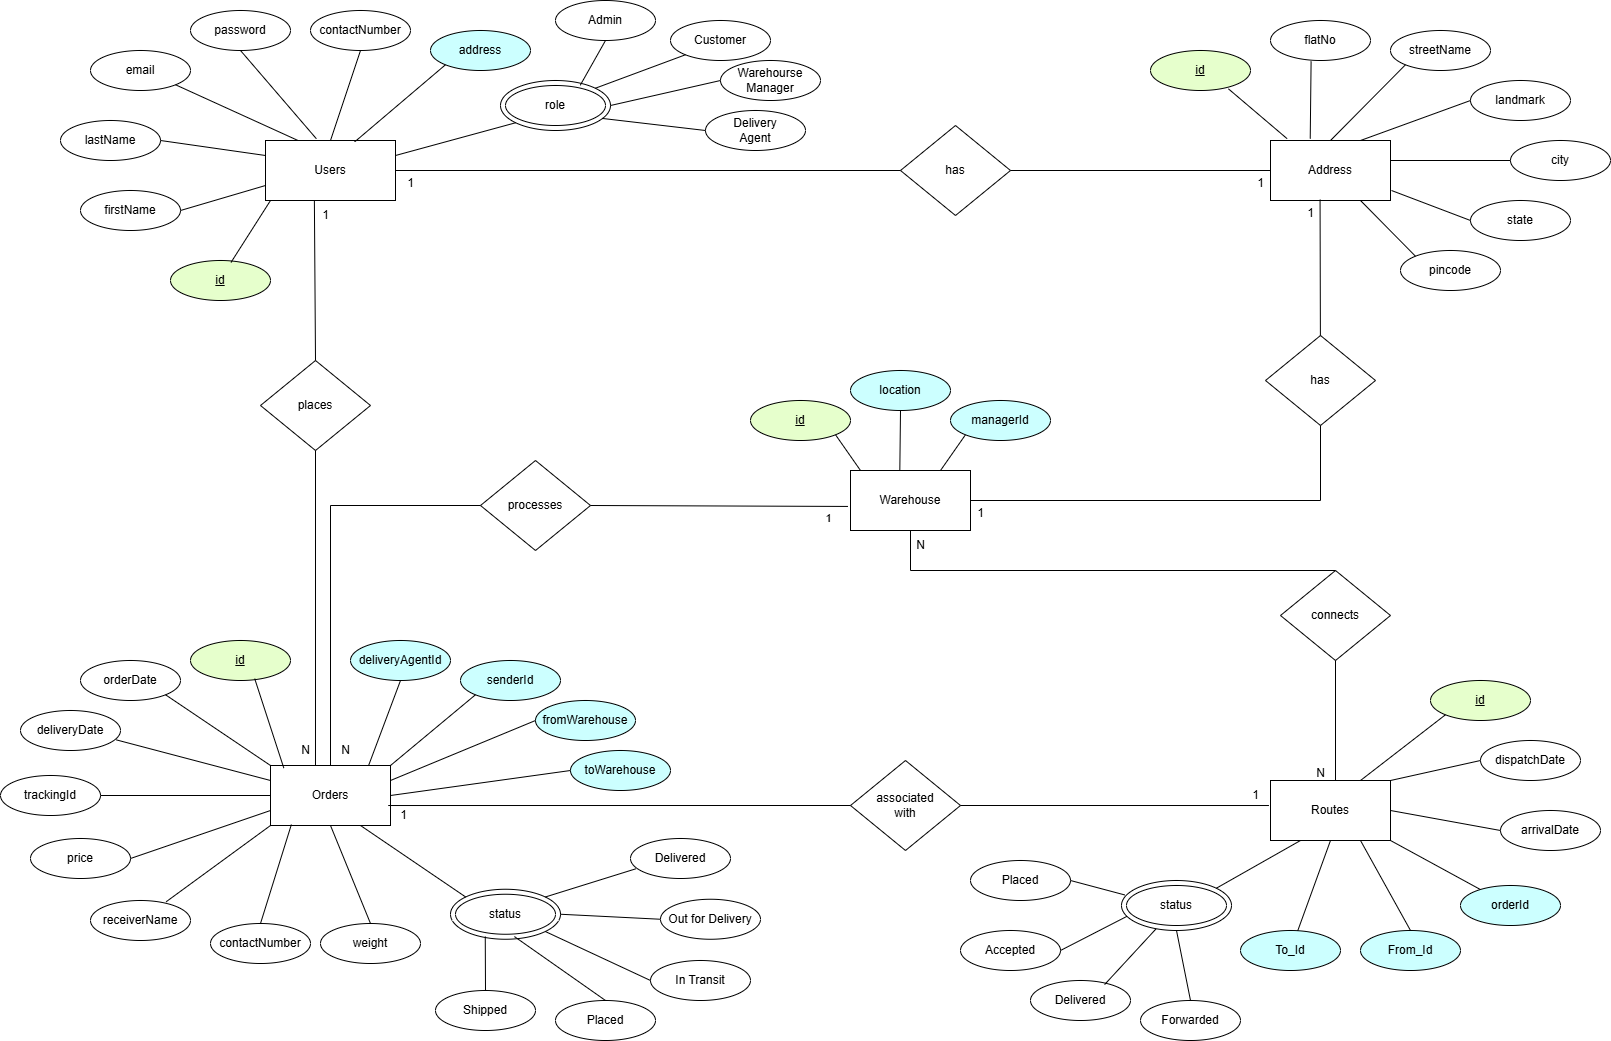 Admin
password
contactNumber
Customer
flatNo
address
streetName
email
id
Warehourse
Manager
role
landmark
Delivery
Agent
lastName
city
Users
has
Address
1
1
firstName
1
1
state
id
pincode
has
places
location
id
managerId
Warehouse
processes
1
1
N
connects
id
deliveryAgentId
orderDate
senderId
id
fromWarehouse
deliveryDate
N
N
dispatchDate
toWarehouse
N
trackingId
Orders
associated
with
1
1
Routes
arrivalDate
price
Delivered
Placed
receiverName
status
Out for Delivery
status
orderId
contactNumber
weight
Accepted
To_Id
From_Id
In Transit
Delivered
Shipped
Placed
Forwarded